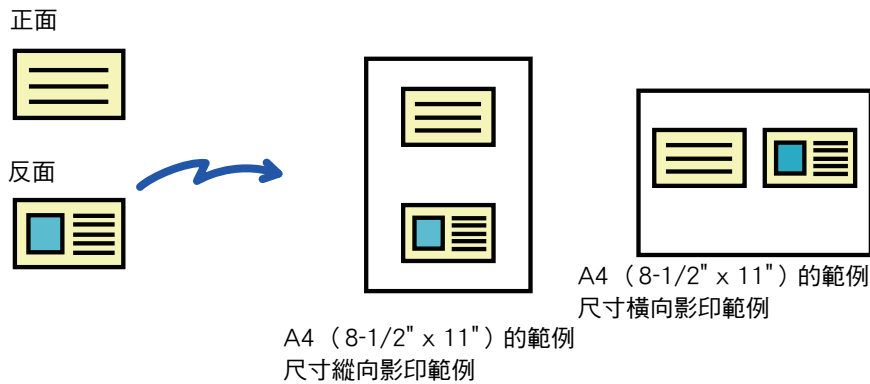 正面
反面
A4（8-1/2" x 11"）的範例
尺寸縱向影印範例
A4（8-1/2" x 11"）的範例
尺寸橫向影印範例